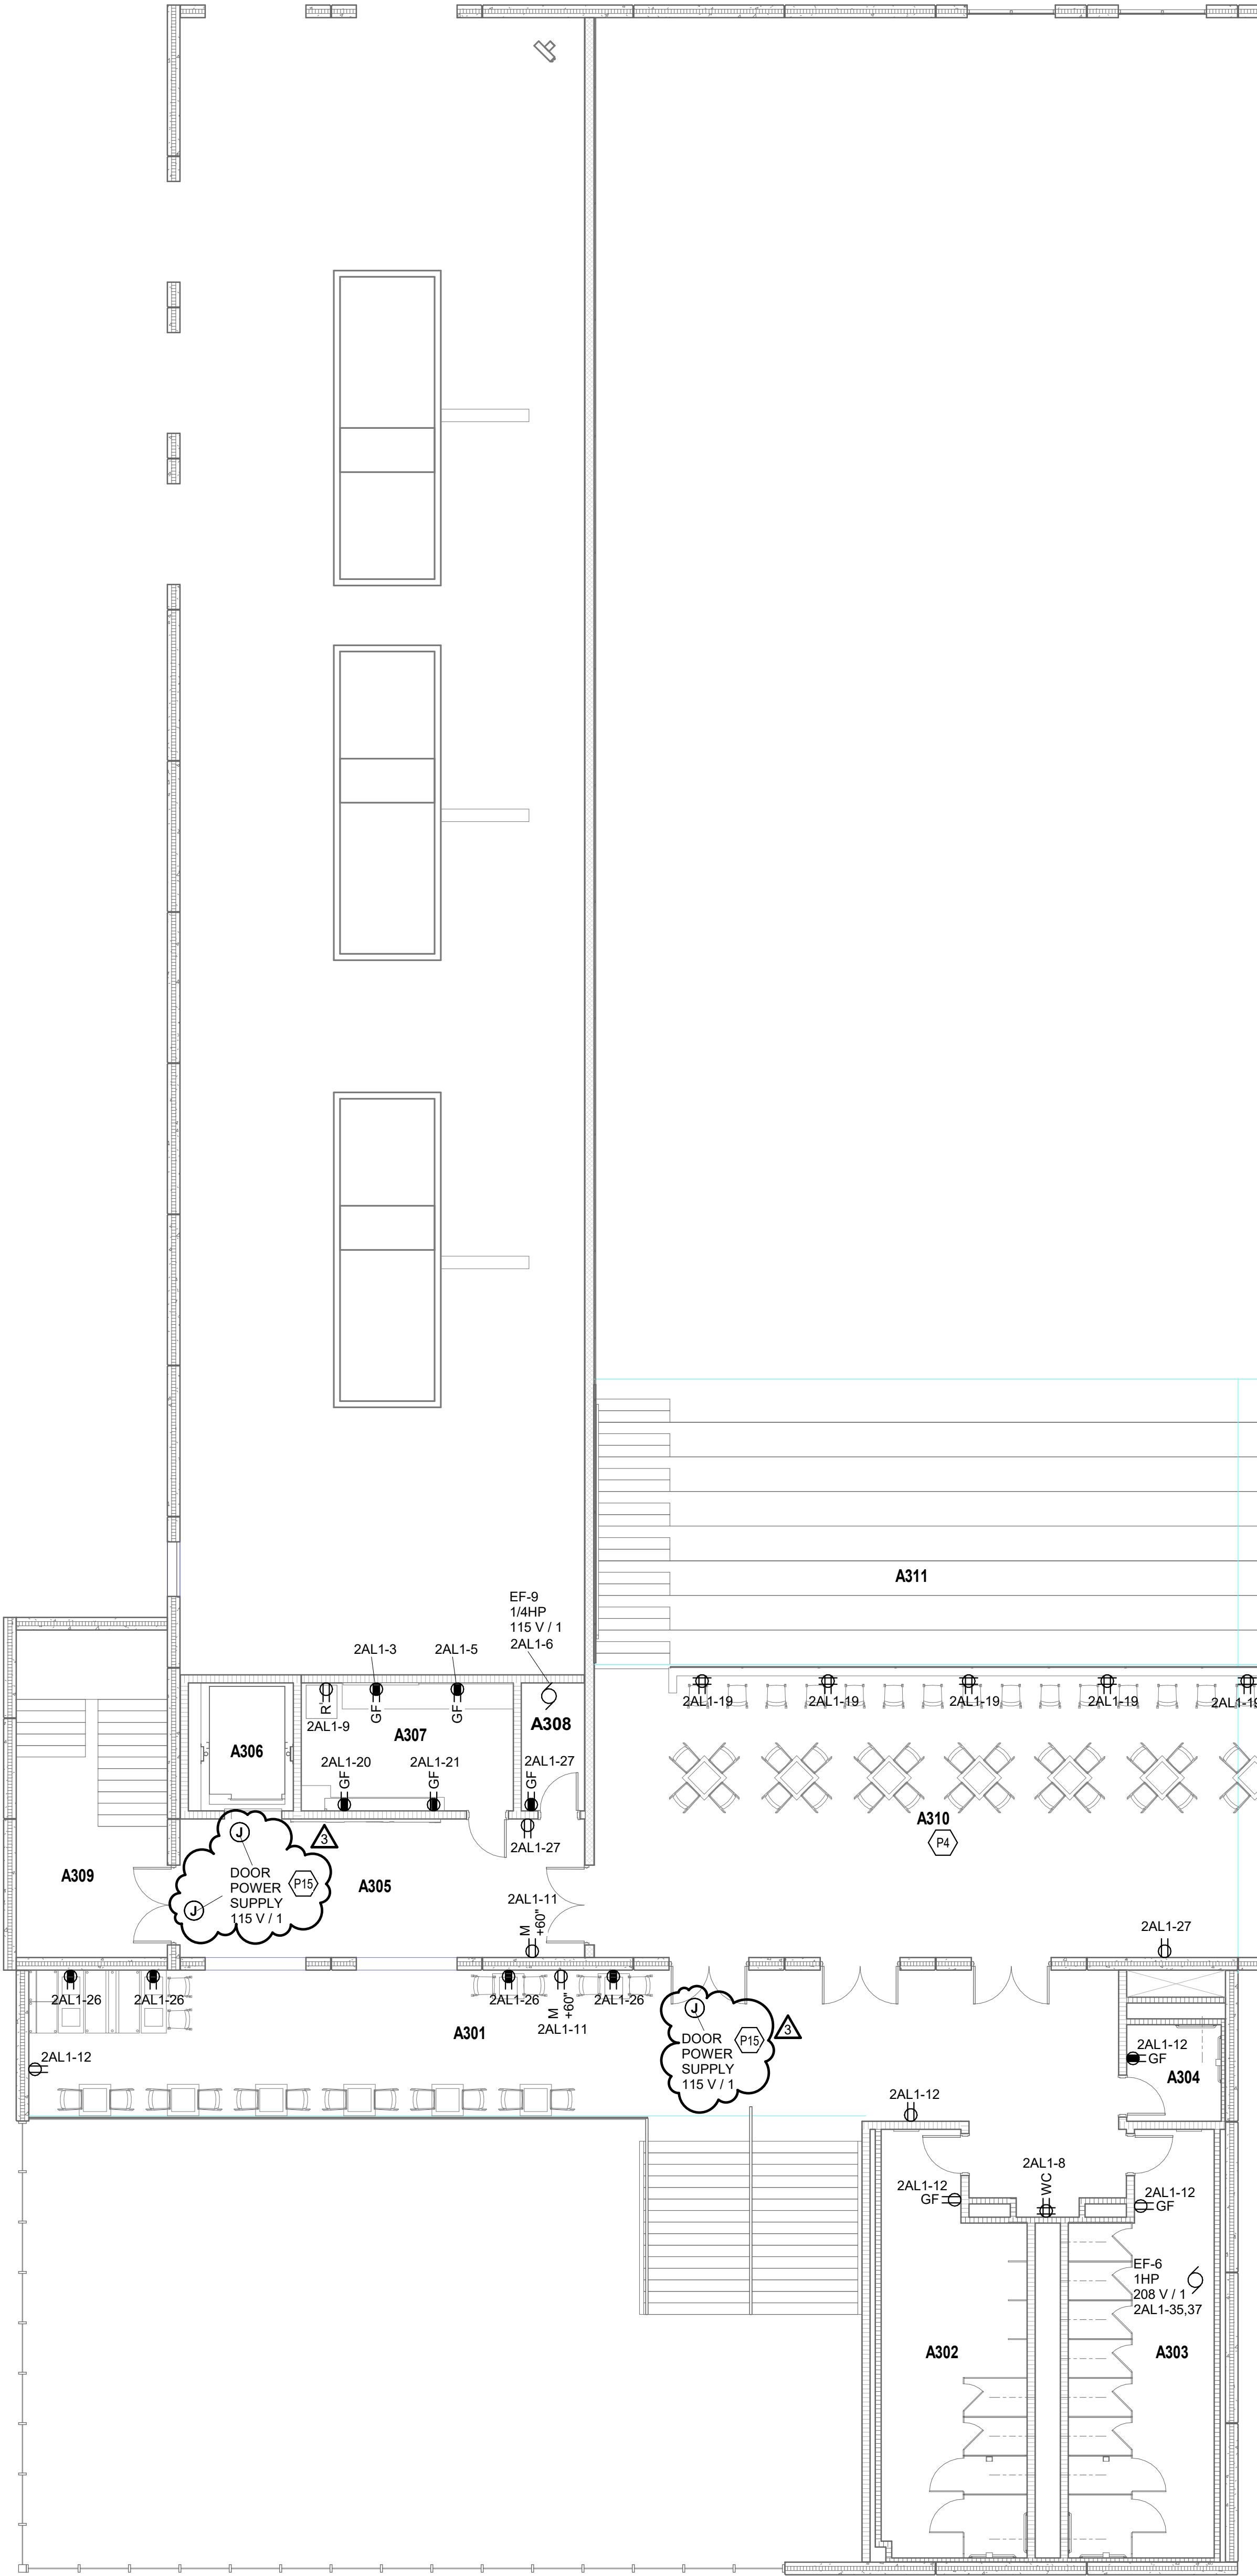 A311
EF-9
1/4HP
115 V / 1
2AL1-6
2AL1-3
2AL1-5
R
GF
GF
2AL1-9
A306
A307
A308
2AL1-20
2AL1-21
2AL1-27
GF
GF
GF
2AL1-27
2AL1-19
2AL1-19
2AL1-19
2AL1-19
2AL1-19
A310
P4
J
3
DOOR
POWER
SUPPLY
115 V / 1
P15
J
A309
A305
2AL1-11
M
+60"
2AL1-27
2AL1-26
2AL1-26
2AL1-26
2AL1-26
M
+60"
2AL1-11
A301
2AL1-12
J
3
DOOR
POWER
SUPPLY
115 V / 1
P15
2AL1-12
GF
A304
2AL1-12
2AL1-8
WC
2AL1-12
GF
2AL1-12
GF
EF-6
1HP
208 V / 1
2AL1-35,37
A302
A303